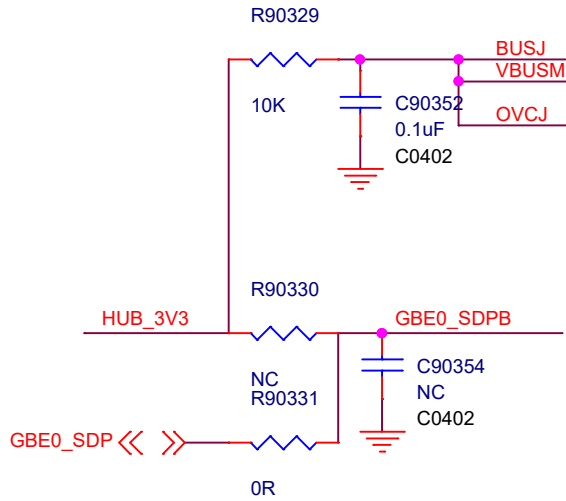 R90329
BUSJ
VBUSM
10K
C90352
0.1uF
OVCJ
C0402
R90330
HUB_3V3
GBE0_SDPB
NC
C90354
R90331
NC
C0402
GBE0_SDP
0R